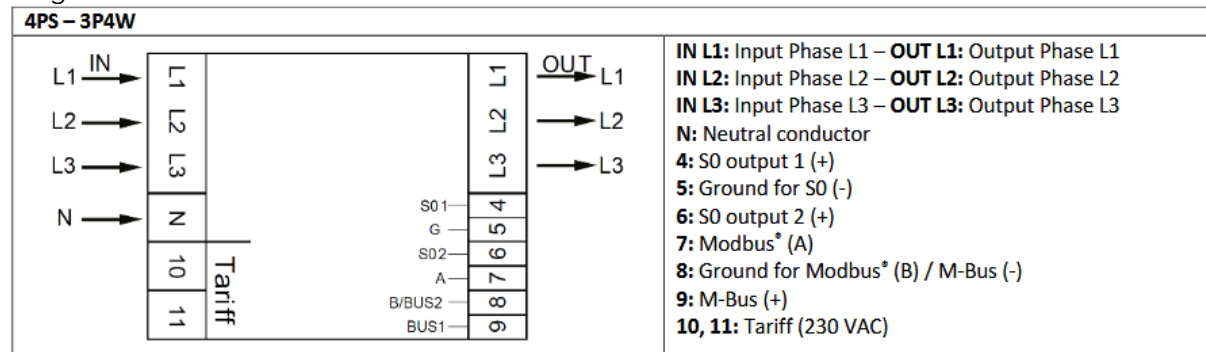 4PS – 3P4W
IN
L1
L2
L3
N
L1
L2
L3
N
10
11
Tariff
OUT
L1
L2
L3
L1
L2
L3
S01
G
S02
A
B/BUS2
BUS1
4
5
6
7
8
9
IN L1: Input Phase L1 – OUT L1: Output Phase L1
IN L2: Input Phase L2 – OUT L2: Output Phase L2
IN L3: Input Phase L3 – OUT L3: Output Phase L3
N: Neutral conductor
4: S0 output 1 (+)
5: Ground for S0 (-)
6: S0 output 2 (+)
7: Modbus® (A)
8: Ground for Modbus® (B) / M-Bus (-)
9: M-Bus (+)
10, 11: Tariff (230 VAC)